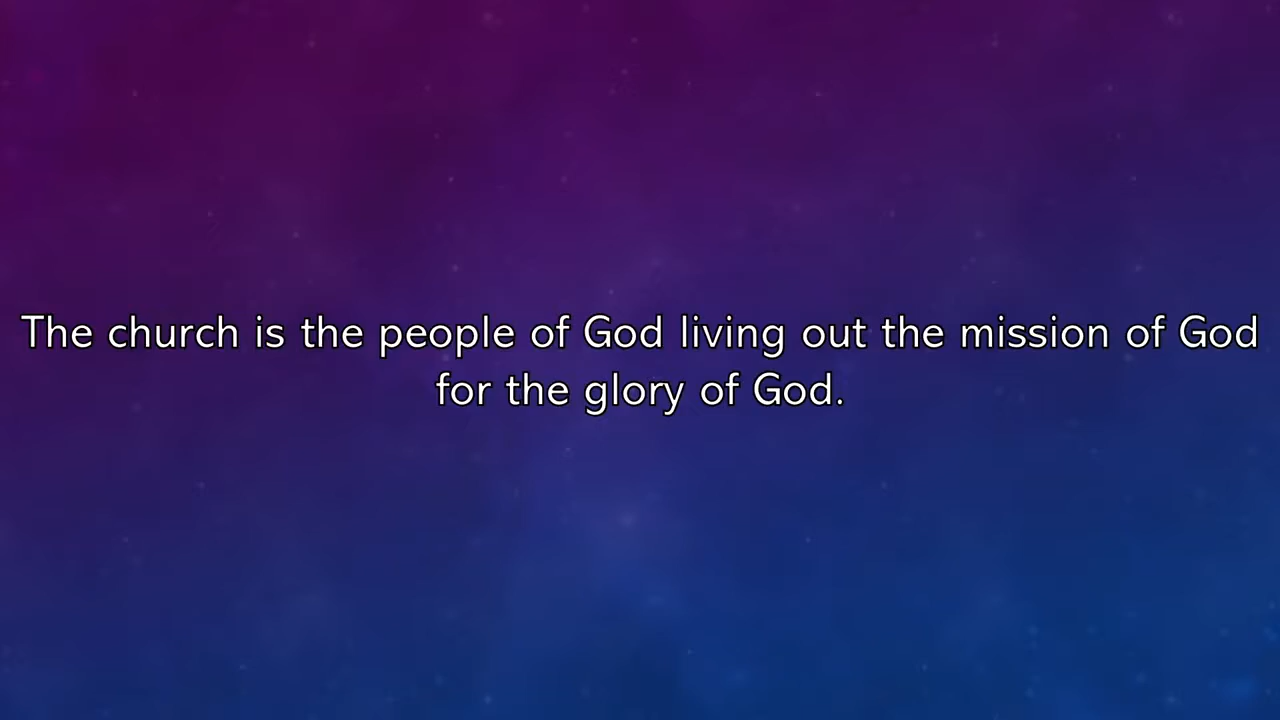 The church is the people of God living out the mission of God
for the glory of God.